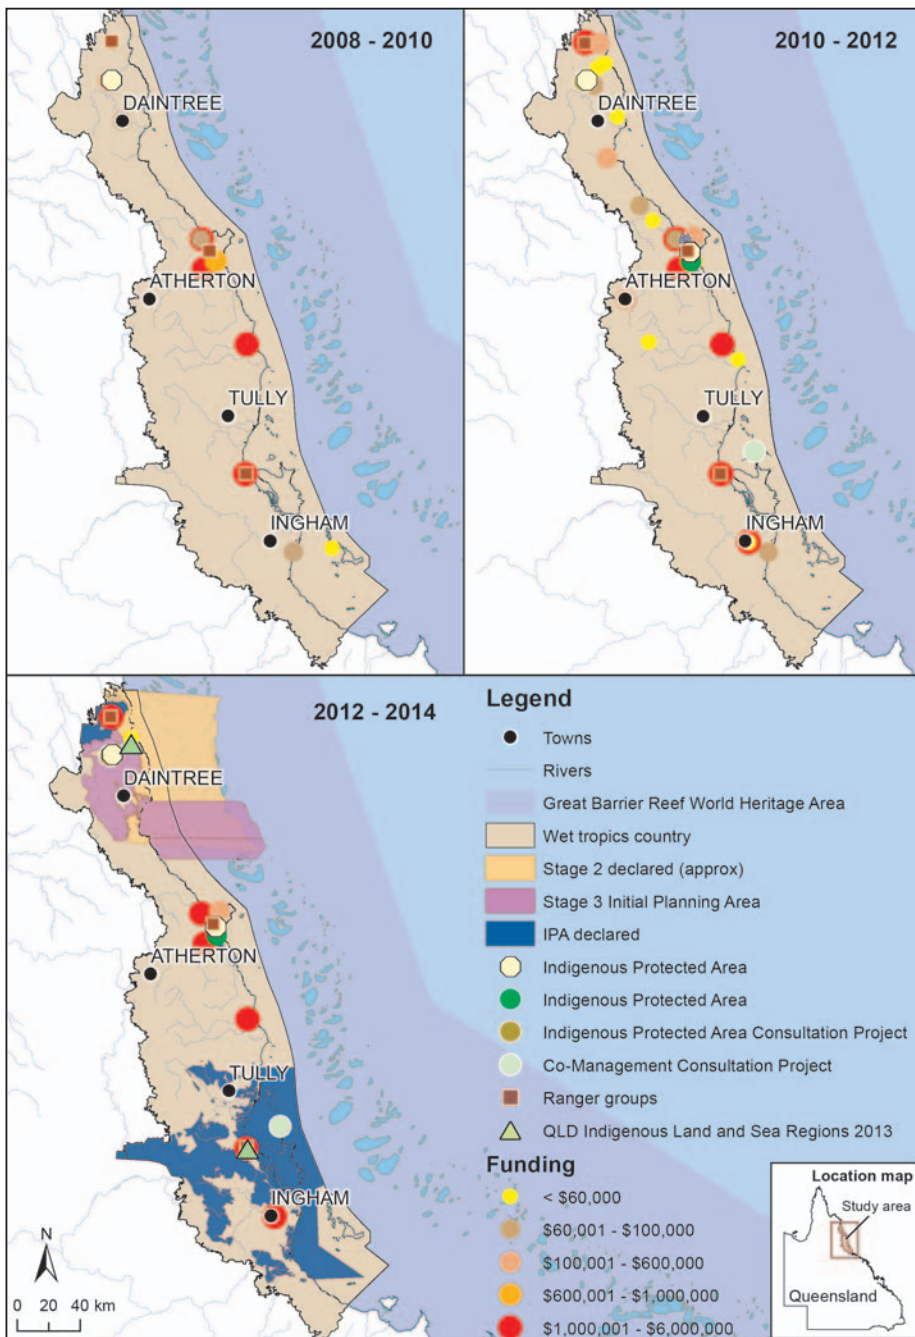 2008 - 2010
DAINTREE
ATHERTON
TULLY
INGHAM
2010 - 2012
DAINTREE
ATHERTON
TULLY
INGHAM
2012 - 2014
DAINTREE
ATHERTON
TULLY
INGHAM
N
0 20 40 km
Legend
Towns
Rivers
Great Barrier Reef World Heritage Area
Wet tropics country
Stage 2 declared (approx)
Stage 3 Initial Planning Area
IPA declared
Indigenous Protected Area
Indigenous Protected Area
Indigenous Protected Area Consultation Project
Co-Management Consultation Project
Ranger groups
QLD Indigenous Land and Sea Regions 2013
Funding
< $60,000
$60,001 - $100,000
$100,001 - $600,000
$600,001 - $1,000,000
$1,000,001 - $6,000,000
Location map
Study area
Queensland